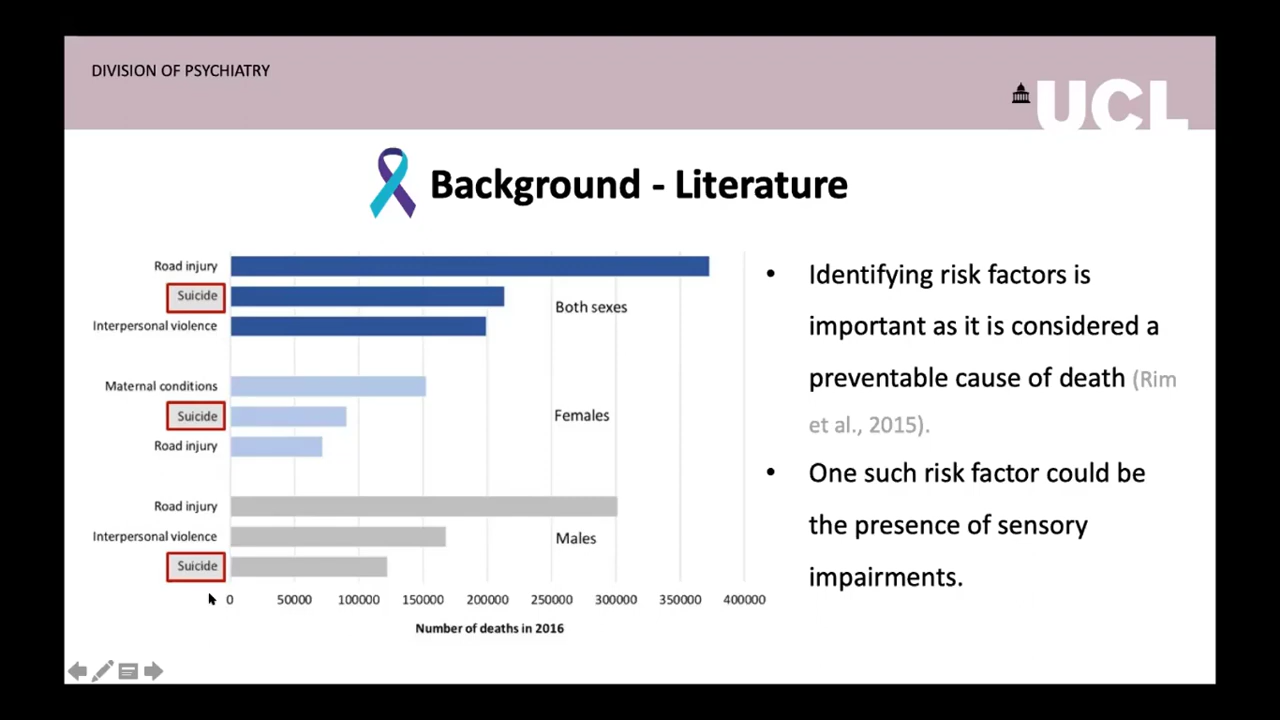 DIVISION OF PSYCHIATRY
UCL
Background - Literature
Road injury
Suicide
Interpersonal violence
Both sexes
Maternal conditions
Suicide
Road injury
Females
Road injury
Interpersonal violence
Suicide
Males
0 50000 100000 150000 200000 250000 300000 350000 400000
Number of deaths in 2016
• Identifying risk factors is
important as it is considered a
preventable cause of death (Rim
et al., 2015).
• One such risk factor could be
the presence of sensory
impairments.